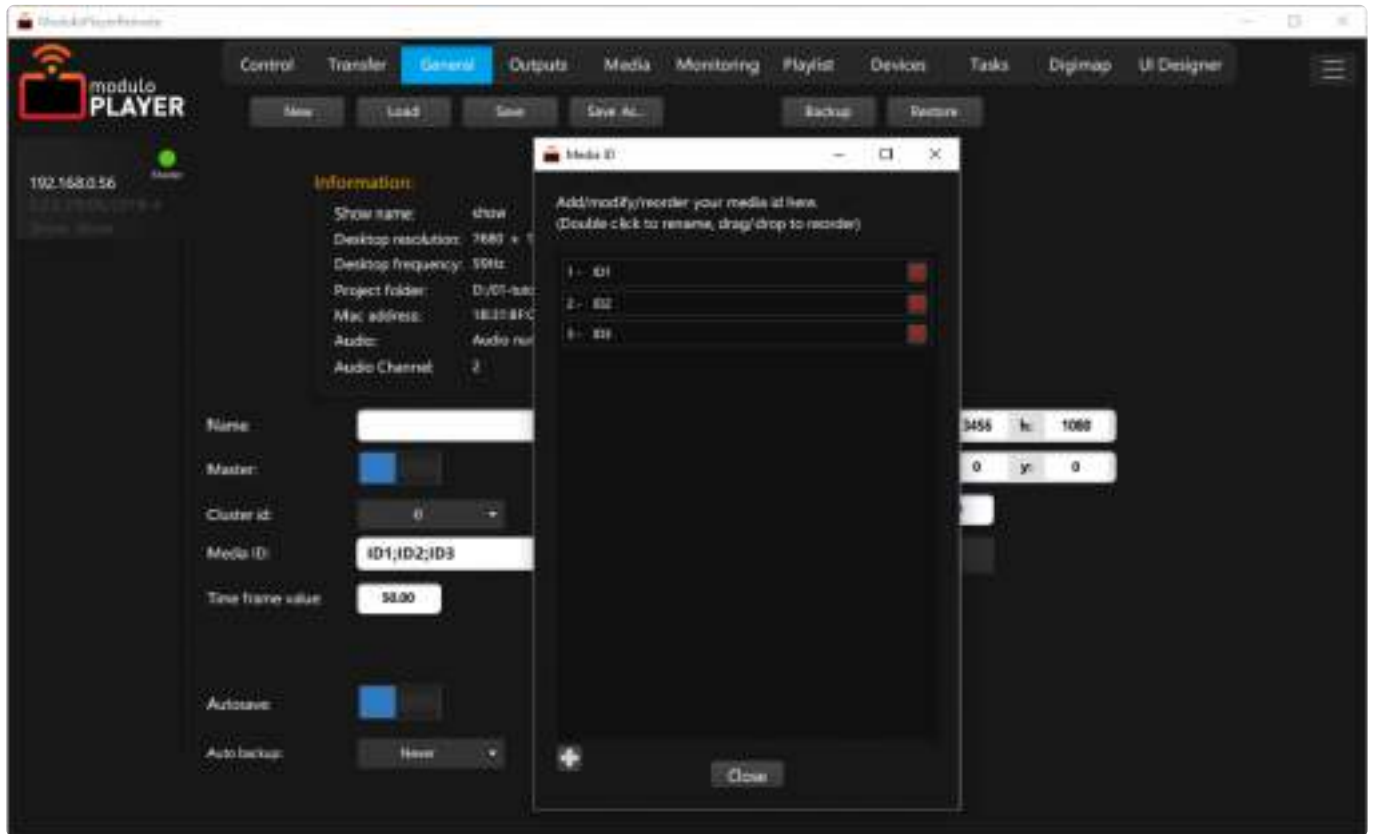 ModuloPlayerRemote
modulo
PLAYER
Control Transfer General Outputs Media Monitoring Playlist Devices Tasks Digimap UI Designer
New Load Save Save As... Backup Restore
192.168.0.56
Master
Information:
Show name: show
Desktop resolution: 7680 x 1
Desktop frequency: 59Hz
Project folder:
Mac address:
Audio:
Audio Channel: 2
Name:
Master:
Cluster id: 0
Media ID: ID1;ID2;ID3
Time frame value: 50.00
Autosave:
Auto backup: Never
3456 h: 1080
0 y: 0
Media ID
Add/modify/reorder your media id here.
(Double click to rename, drag/drop to reorder)
1 - ID1
2 - ID2
3 - ID3
Close